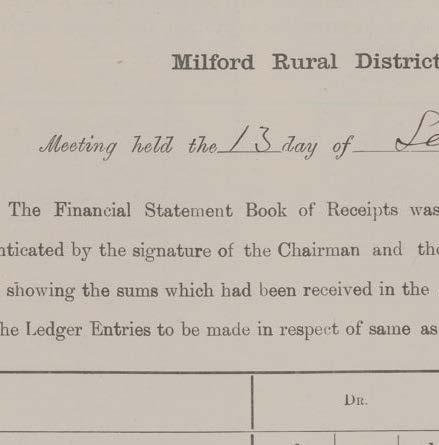 Milford Rural District
Meeting held the 13 day of
The Financial Statement Book of Receipts was
nticated by the signature of the Chairman and the
showing the sums which had been received in the
he Ledger Entries to be made in respect of same as
DR.